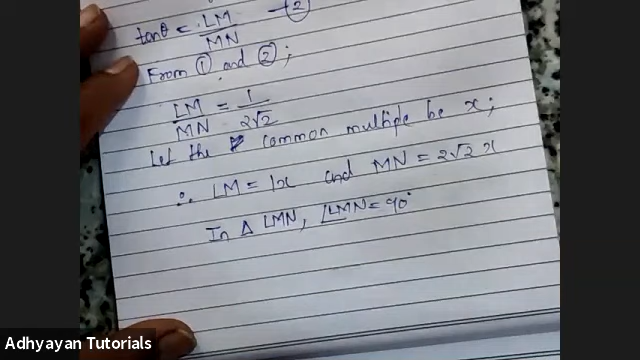 tanθ = LM/MN —②
From ① and ②;
LM/MN = 1/2√2
Let the common multiple be x;
∴ LM = 1x and MN = 2√2 x
In Δ LMN, ∠LMN = 90°
Adhyayan Tutorials